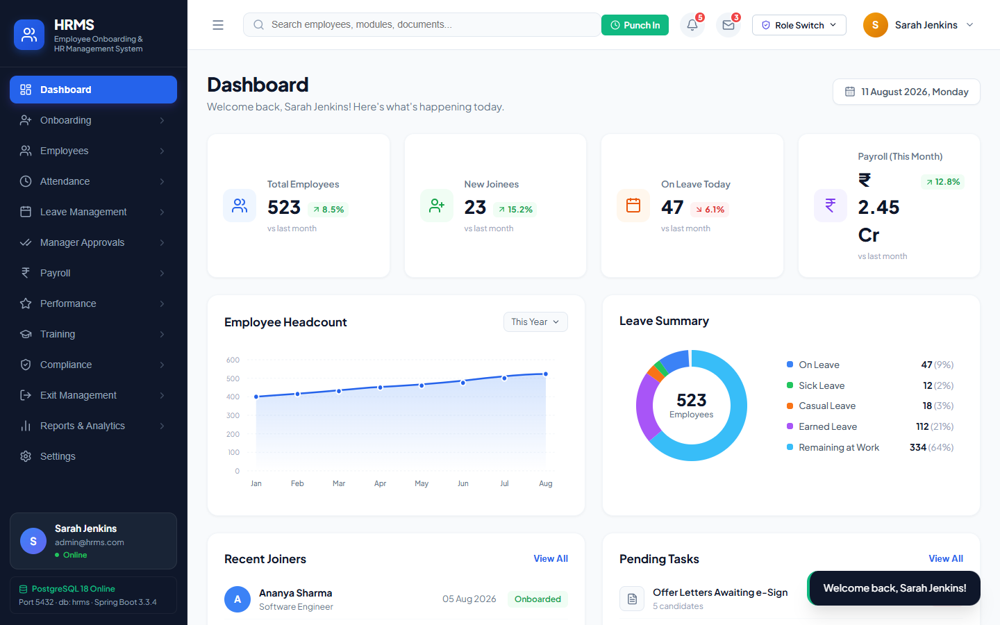 HRMS
Employee Onboarding &
HR Management System
Dashboard
Onboarding
Employees
Attendance
Leave Management
Manager Approvals
Payroll
Performance
Training
Compliance
Exit Management
Reports & Analytics
Settings
S
Sarah Jenkins
admin@hrms.com
Online
PostgreSQL 18 Online
Port 5432 · db: hrms · Spring Boot 3.3.4
Search employees, modules, documents...
Punch In
5
3
Role Switch
S
Sarah Jenkins
Dashboard
Welcome back, Sarah Jenkins! Here's what's happening today.
11 August 2026, Monday
Total Employees
523
8.5%
vs last month
New Joinees
23
15.2%
vs last month
On Leave Today
47
6.1%
vs last month
Payroll (This Month)
₹
2.45
Cr
12.8%
vs last month
Employee Headcount
This Year
600
500
400
300
200
100
0
Jan Feb Mar Apr May Jun Jul Aug
Leave Summary
523
Employees
On Leave 47 (9%)
Sick Leave 12 (2%)
Casual Leave 18 (3%)
Earned Leave 112 (21%)
Remaining at Work 334 (64%)
Recent Joiners
View All
A
Ananya Sharma
Software Engineer
05 Aug 2026
Onboarded
Pending Tasks
View All
Offer Letters Awaiting e-Sign
5 candidates
Welcome back, Sarah Jenkins!